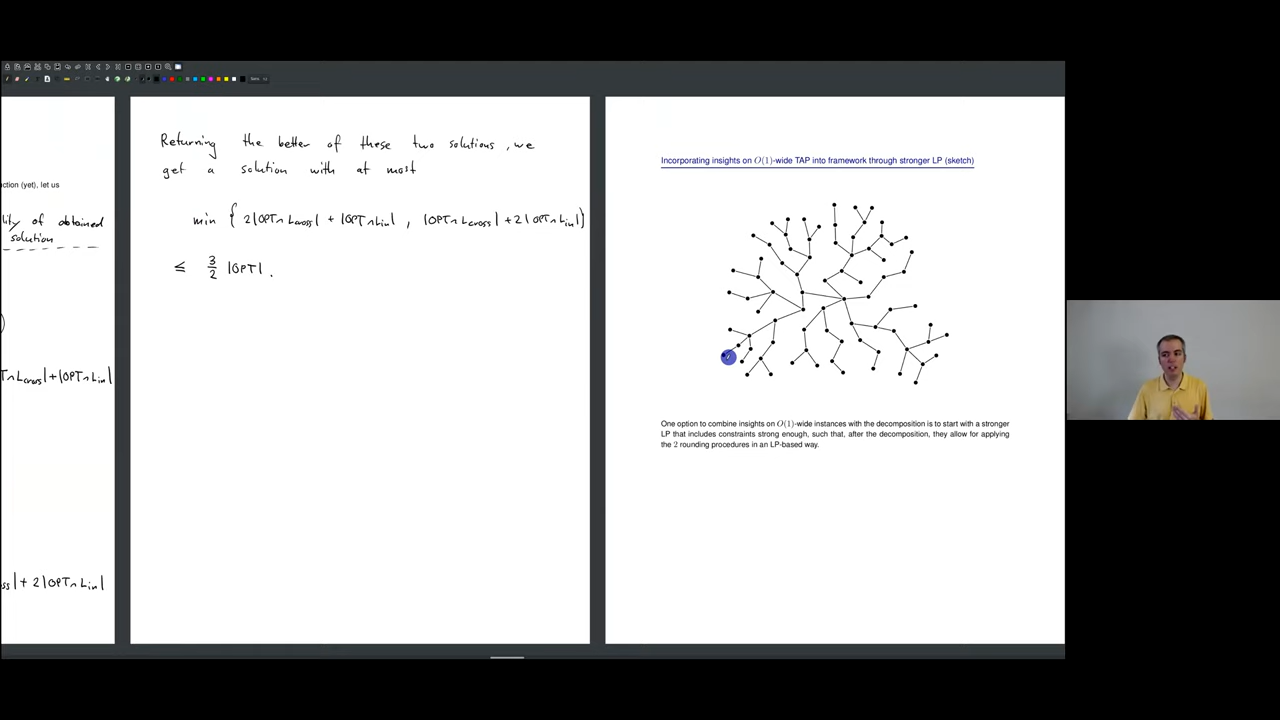 ction (yet), let us
lity of obtained
solution
)
T∩Lcross|+|OPT∩Lin|
ss|+2|OPT∩Lin|
Returning the better of these two solutions, we
get a solution with at most
min { 2|OPT∩Lcross| + |OPT∩Lin| , |OPT∩Lcross| + 2|OPT∩Lin| }
≤ 3/2 |OPT| .
Incorporating insights on O(1)-wide TAP into framework through stronger LP (sketch)
One option to combine insights on O(1)-wide instances with the decomposition is to start with a stronger
LP that includes constraints strong enough, such that, after the decomposition, they allow for applying
the 2 rounding procedures in an LP-based way.